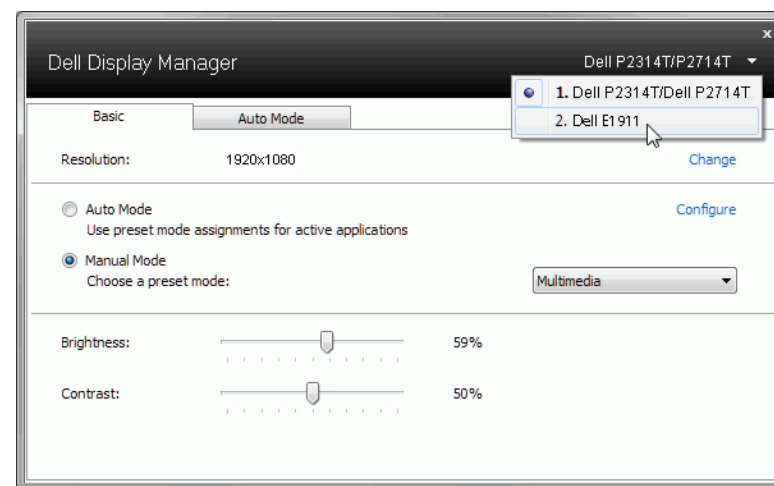 x
Dell Display Manager
Dell P2314T/P2714T
1. Dell P2314T/Dell P2714T
2. Dell E1911
Basic
Auto Mode
Resolution:
1920x1080
Change
Auto Mode
Configure
Use preset mode assignments for active applications
Manual Mode
Choose a preset mode:
Multimedia
Brightness:
59%
Contrast:
50%